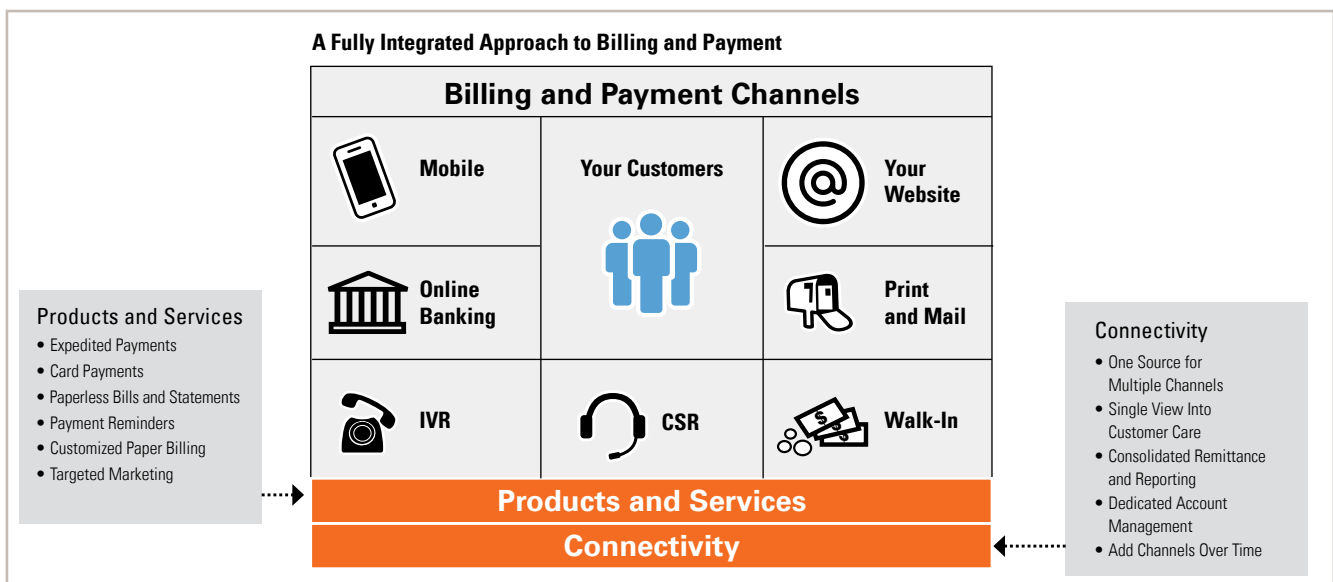 A Fully Integrated Approach to Billing and Payment
Billing and Payment Channels
Mobile
Your Customers
Your
Website
Online
Banking
Print
and Mail
IVR
CSR
Walk-In
Products and Services
Connectivity
Products and Services
• Expedited Payments
• Card Payments
• Paperless Bills and Statements
• Payment Reminders
• Customized Paper Billing
• Targeted Marketing
Connectivity
• One Source for
Multiple Channels
• Single View Into
Customer Care
• Consolidated Remittance
and Reporting
• Dedicated Account
Management
• Add Channels Over Time